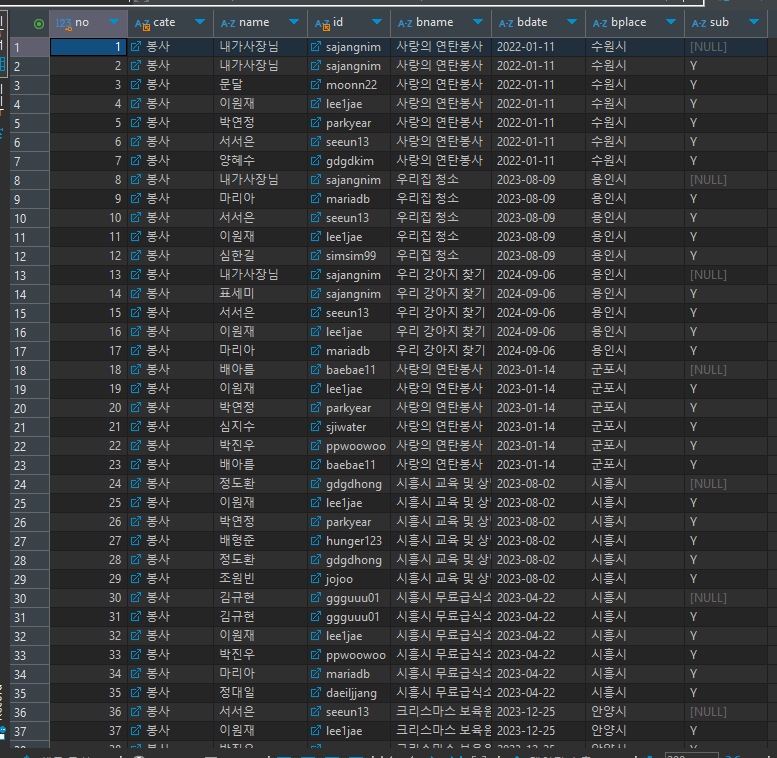 123 no A-Z cate A-Z name A-Z id A-Z bname A-Z bdate A-Z bplace A-Z sub
1 1 봉사 내가사장님 sajangnim 사랑의 연탄봉사 2022-01-11 수원시 [NULL]
2 2 봉사 내가사장님 sajangnim 사랑의 연탄봉사 2022-01-11 수원시 Y
3 3 봉사 문달 moonn22 사랑의 연탄봉사 2022-01-11 수원시 Y
4 4 봉사 이원재 lee1jae 사랑의 연탄봉사 2022-01-11 수원시 Y
5 5 봉사 박연정 parkyear 사랑의 연탄봉사 2022-01-11 수원시 Y
6 6 봉사 서서은 seeun13 사랑의 연탄봉사 2022-01-11 수원시 Y
7 7 봉사 양혜수 gdgdkim 사랑의 연탄봉사 2022-01-11 수원시 Y
8 8 봉사 내가사장님 sajangnim 우리집 청소 2023-08-09 용인시 [NULL]
9 9 봉사 마리아 mariadb 우리집 청소 2023-08-09 용인시 Y
10 10 봉사 서서은 seeun13 우리집 청소 2023-08-09 용인시 Y
11 11 봉사 이원재 lee1jae 우리집 청소 2023-08-09 용인시 Y
12 12 봉사 심한길 simsim99 우리집 청소 2023-08-09 용인시 Y
13 13 봉사 내가사장님 sajangnim 우리 강아지 찾기 2024-09-06 용인시 [NULL]
14 14 봉사 표세미 sajangnim 우리 강아지 찾기 2024-09-06 용인시 Y
15 15 봉사 서서은 seeun13 우리 강아지 찾기 2024-09-06 용인시 Y
16 16 봉사 이원재 lee1jae 우리 강아지 찾기 2024-09-06 용인시 Y
17 17 봉사 마리아 mariadb 우리 강아지 찾기 2024-09-06 용인시 Y
18 18 봉사 배아름 baebae11 사랑의 연탄봉사 2023-01-14 군포시 [NULL]
19 19 봉사 이원재 lee1jae 사랑의 연탄봉사 2023-01-14 군포시 Y
20 20 봉사 박연정 parkyear 사랑의 연탄봉사 2023-01-14 군포시 Y
21 21 봉사 심지수 sjiwater 사랑의 연탄봉사 2023-01-14 군포시 Y
22 22 봉사 박진우 ppwoowoo 사랑의 연탄봉사 2023-01-14 군포시 Y
23 23 봉사 배아름 baebae11 사랑의 연탄봉사 2023-01-14 군포시 Y
24 24 봉사 정도환 gdgdhong 시흥시 교육 및 상 2023-08-02 시흥시 [NULL]
25 25 봉사 이원재 lee1jae 시흥시 교육 및 상 2023-08-02 시흥시 Y
26 26 봉사 박연정 parkyear 시흥시 교육 및 상 2023-08-02 시흥시 Y
27 27 봉사 배형준 hunger123 시흥시 교육 및 상 2023-08-02 시흥시 Y
28 28 봉사 정도환 gdgdhong 시흥시 교육 및 상 2023-08-02 시흥시 Y
29 29 봉사 조원빈 jojoo 시흥시 교육 및 상 2023-08-02 시흥시 Y
30 30 봉사 김규현 ggguuu01 시흥시 무료급식소 2023-04-22 시흥시 [NULL]
31 31 봉사 김규현 ggguuu01 시흥시 무료급식소 2023-04-22 시흥시 Y
32 32 봉사 이원재 lee1jae 시흥시 무료급식소 2023-04-22 시흥시 Y
33 33 봉사 박진우 ppwoowoo 시흥시 무료급식소 2023-04-22 시흥시 Y
34 34 봉사 마리아 mariadb 시흥시 무료급식소 2023-04-22 시흥시 Y
35 35 봉사 정대일 daeiljjang 시흥시 무료급식소 2023-04-22 시흥시 Y
36 36 봉사 서서은 seeun13 크리스마스 보육원 2023-12-25 안양시 [NULL]
37 37 봉사 이원재 lee1jae 크리스마스 보육원 2023-12-25 안양시 Y